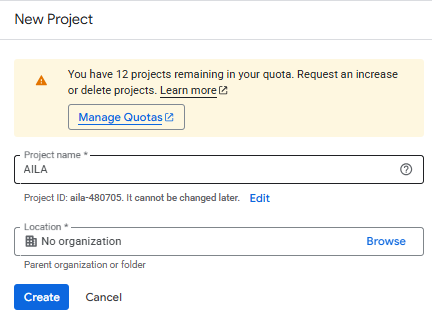 New Project
You have 12 projects remaining in your quota. Request an increase
or delete projects. Learn more
Manage Quotas
Project name *
AILA
Project ID: aila-480705. It cannot be changed later. Edit
Location *
No organization Browse
Parent organization or folder
Create Cancel